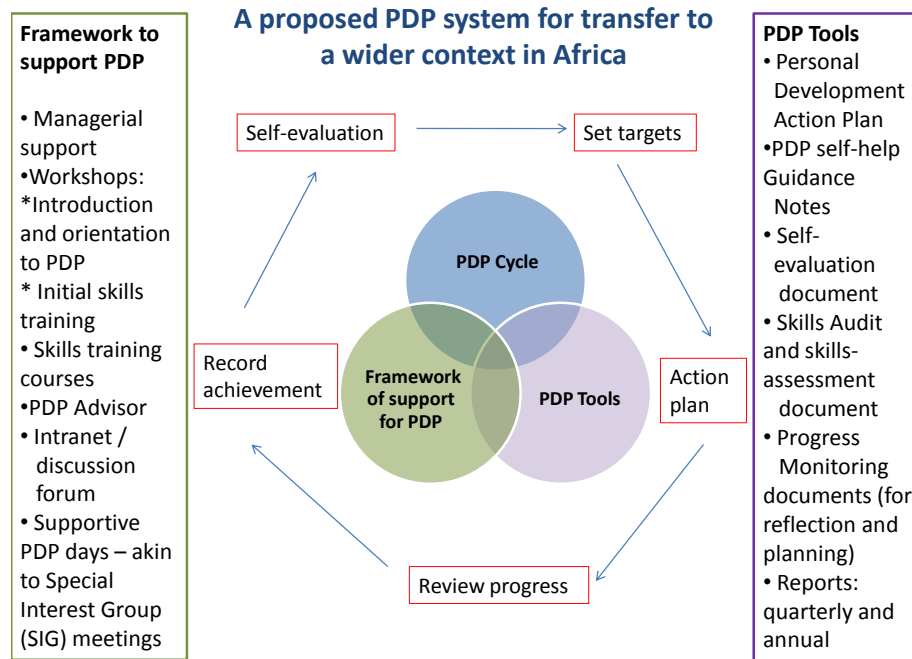 A proposed PDP system for transfer to
a wider context in Africa
Framework to
support PDP
• Managerial
support
•Workshops:
*Introduction
and orientation
to PDP
* Initial skills
training
• Skills training
courses
•PDP Advisor
• Intranet /
discussion
forum
• Supportive
PDP days – akin
to Special
Interest Group
(SIG) meetings
Self-evaluation
Set targets
PDP Cycle
Framework
of support
for PDP
PDP Tools
Record
achievement
Action
plan
Review progress
PDP Tools
• Personal
Development
Action Plan
•PDP self-help
Guidance
Notes
• Self-
evaluation
document
• Skills Audit
and skills-
assessment
document
• Progress
Monitoring
documents (for
reflection and
planning)
• Reports:
quarterly and
annual